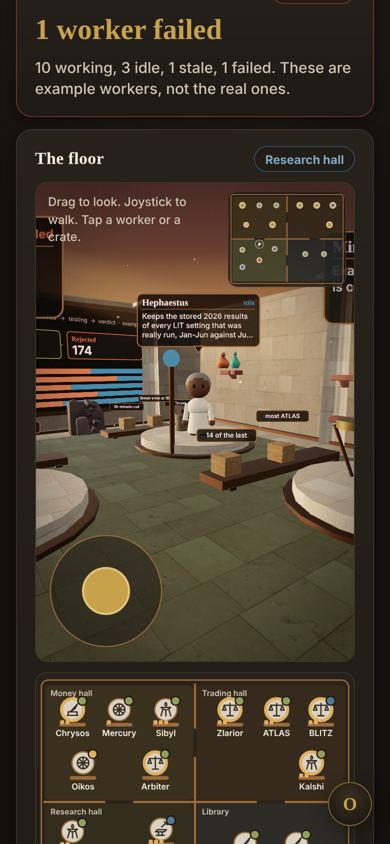 1 worker failed
10 working, 3 idle, 1 stale, 1 failed. These are
example workers, not the real ones.
The floor
Research hall
Drag to look. Joystick to
walk. Tap a worker or a
crate.
Hephaestus
Idle
Keeps the stored 2026 results
of every LIT setting that was
really run, Jan-Jun against Ju...
→ testing → verdict
Rejected
174
most ATLAS
14 of the last
Money hall
Trading hall
Chrysos
Mercury
Sibyl
Zlarior
ATLAS
BLITZ
Oikos
Arbiter
Kalshi
Research hall
Library
O